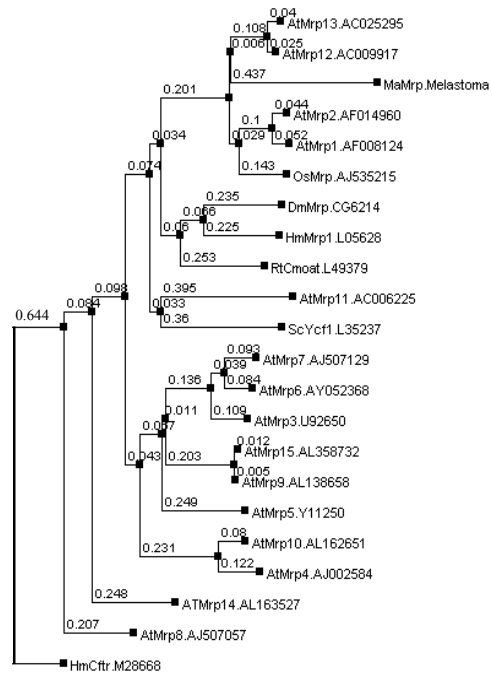 0.04
AtMrp13.AC025295
0.108
0.006
0.025
AtMrp12.AC009917
0.437
MaMrp.Melastoma
0.201
0.044
AtMrp2.AF014960
0.1
0.029
0.052
AtMrp1.AF008124
0.034
0.143
OsMrp.AJ535215
0.074
0.235
DmMrp.CG6214
0.066
0.06
0.225
HmMrp1.L05628
0.253
RtCmoat.L49379
0.098
0.395
AtMrp11.AC006225
0.033
0.084
0.36
ScYcf1.L35237
0.644
0.093
AtMrp7.AJ507129
0.039
0.136
0.084
AtMrp6.AY052368
0.011
0.109
AtMrp3.U92650
0.067
0.012
AtMrp15.AL358732
0.043
0.203
0.005
AtMrp9.AL138658
0.249
AtMrp5.Y11250
0.08
AtMrp10.AL162651
0.231
0.122
AtMrp4.AJ002584
0.248
ATMrp14.AL163527
0.207
AtMrp8.AJ507057
HmCftr.M28668